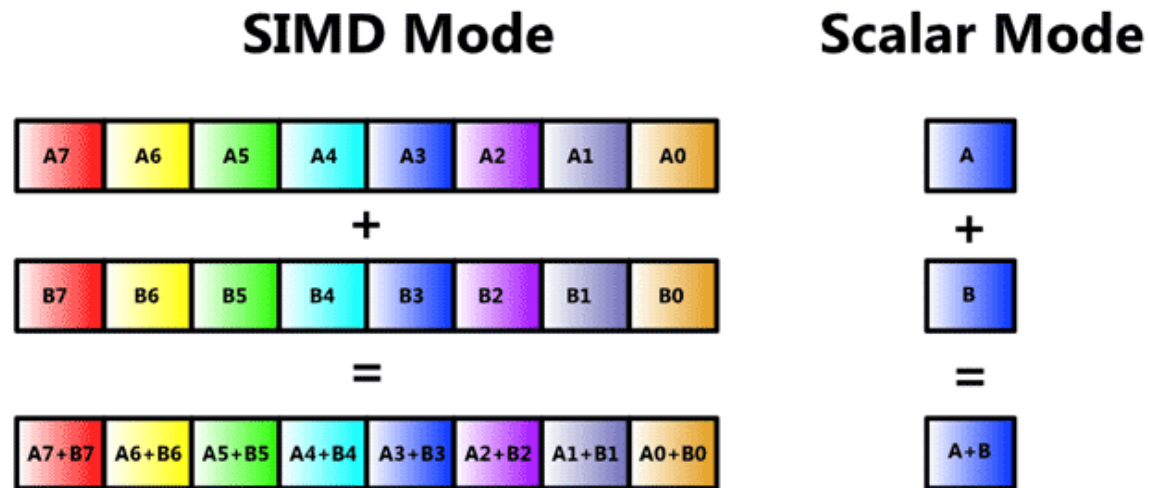 SIMD Mode Scalar Mode
A7 A6 A5 A4 A3 A2 A1 A0 A
+ +
B7 B6 B5 B4 B3 B2 B1 B0 B
= =
A7+B7 A6+B6 A5+B5 A4+B4 A3+B3 A2+B2 A1+B1 A0+B0 A+B